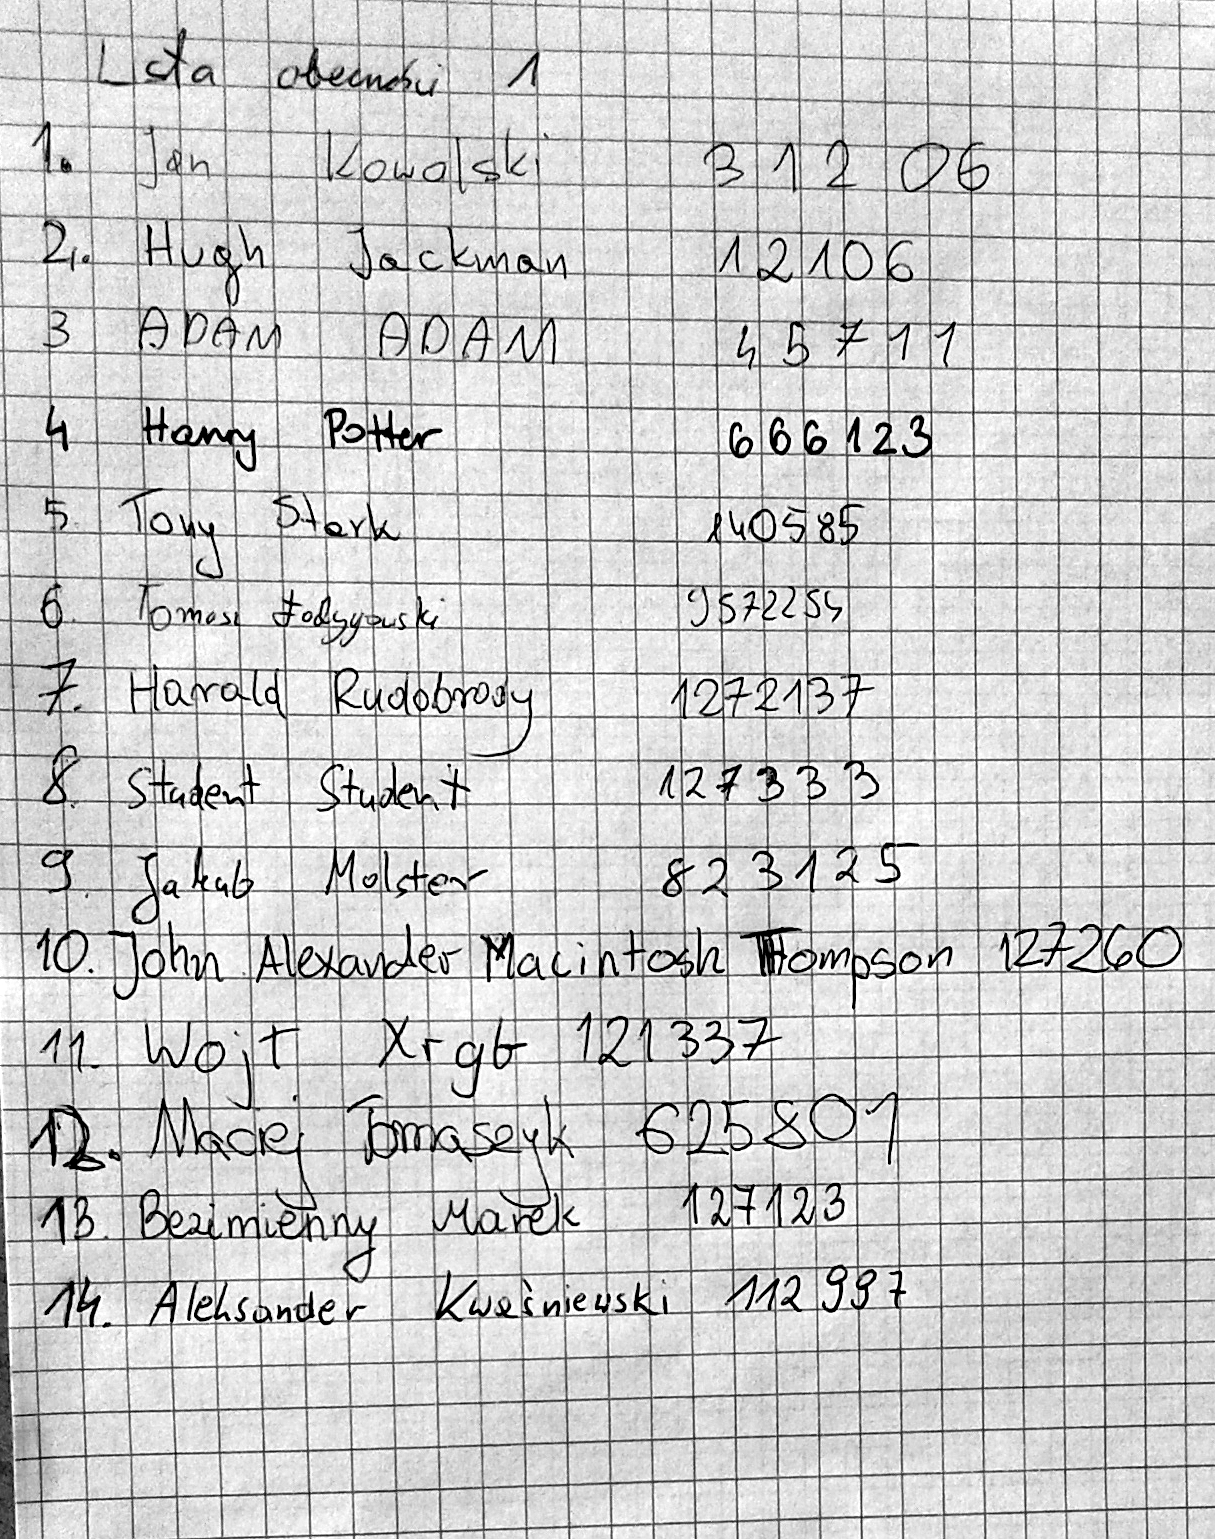 Lista obecności 1
1. Jan Kowalski 31206
2. Hugh Jackman 12106
3 ADAM ADAM 45711
4 Harry Potter 666123
5. Tony Stark 140585
6. Tomasz Łodygowski 9572254
7. Harald Rudobrody 1272137
8. Student Student 127333
9. Jakub Molster 823125
10. John Alexander Macintosh Thompson 127260
11. Wojt Xrgb 121337
12. Maciej Tomaszyk 625801
13. Bezimienny Marek 127123
14. Aleksander Kwaśniewski 112997